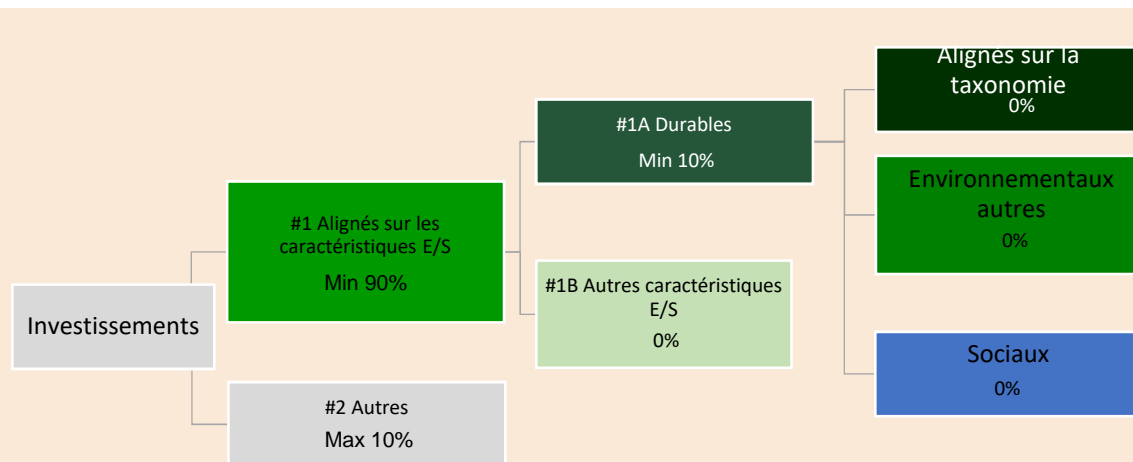 Investissements
#1 Alignés sur les
caractéristiques E/S
Min 90%
#2 Autres
Max 10%
#1A Durables
Min 10%
#1B Autres caractéristiques
E/S
0%
Alignés sur la
taxonomie
0%
Environnementaux
autres
0%
Sociaux
0%